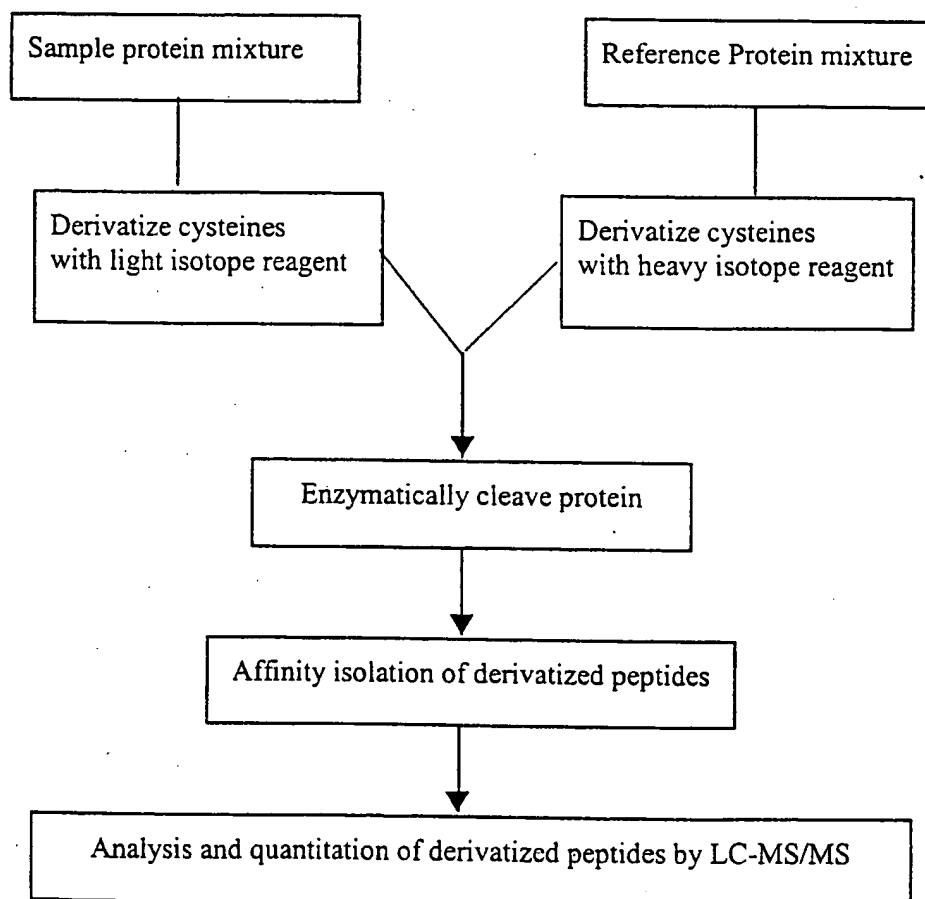 Sample protein mixture
Reference Protein mixture
Derivatize cysteines
with light isotope reagent
Derivatize cysteines
with heavy isotope reagent
Enzymatically cleave protein
Affinity isolation of derivatized peptides
Analysis and quantitation of derivatized peptides by LC-MS/MS